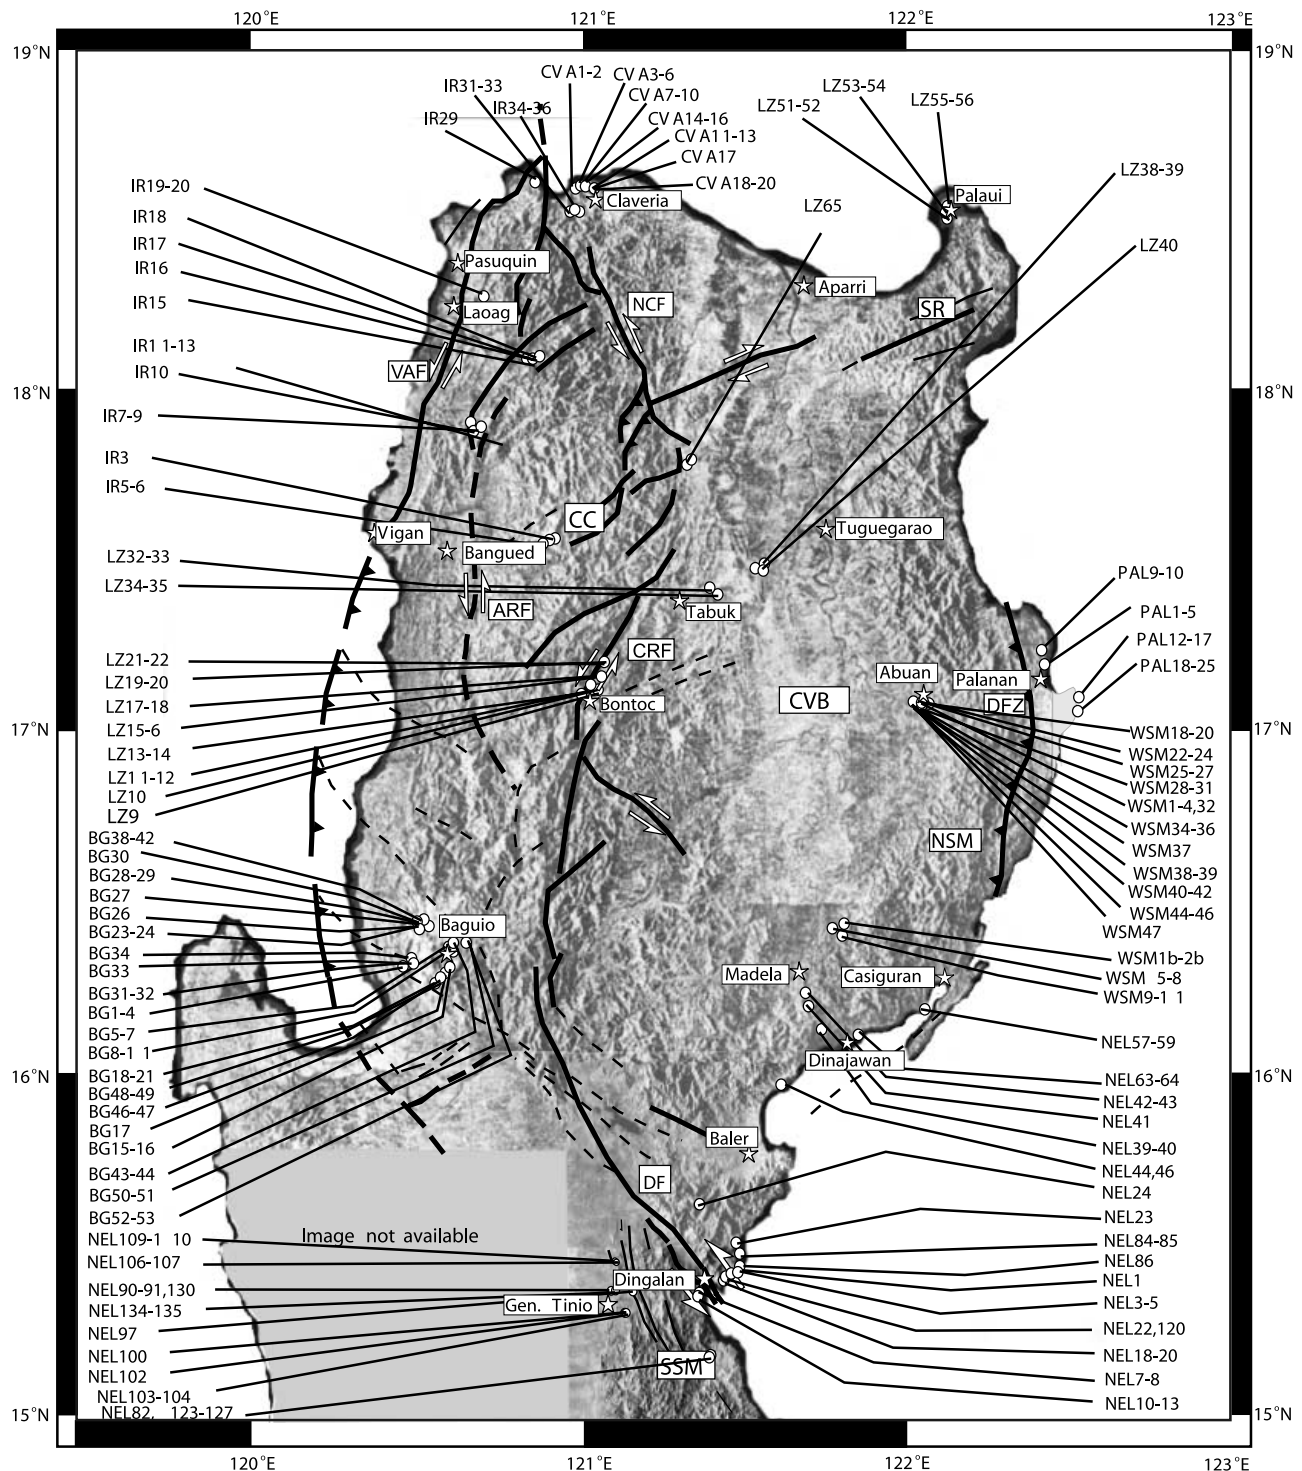 120°E 121°E 122°E 123°E
19°N 19°N
CV A1-2 CV A3-6
IR31-33 LZ53-54
IR34-36 CV A7-10 LZ55-56
LZ51-52
IR29 CV A14-16
CV A11-13
CV A17 LZ38-39
IR19-20 CV A18-20
Claveria Palaui
LZ65
IR18
IR17 LZ40
IR16 Pasuquin
Aparri
IR15 NCF SR
Laoag
IR1 1-13
IR10 VAF
18°N 18°N
IR7-9
IR3
IR5-6
CC
Vigan Tuguegarao
Bangued
LZ32-33
LZ34-35 PAL9-10
ARF Tabuk PAL1-5
PAL12-17
CRF
LZ21-22 PAL18-25
LZ19-20 Abuan Palanan
LZ17-18 Bontoc CVB DFZ
LZ15-6
17°N 17°N
WSM18-20
LZ13-14 WSM22-24
WSM25-27
LZ1 1-12 WSM28-31
LZ10 WSM1-4,32
LZ9
WSM34-36
BG38-42 NSM
BG30 WSM37
BG28-29 WSM38-39
BG27 WSM40-42
BG26 WSM44-46
BG23-24 Baguio WSM47
BG34
BG33 WSM1b-2b
Madela Casiguran WSM 5-8
BG31-32 WSM9-1 1
BG1-4
BG5-7 NEL57-59
BG8-1 1 Dinajawan
16°N 16°N
BG18-21 NEL63-64
BG48-49
BG46-47 NEL42-43
BG17 NEL41
BG15-16 Baler NEL39-40
BG43-44 NEL44,46
BG50-51 DF NEL24
BG52-53 NEL23
NEL109-1 10 Image not available NEL84-85
NEL106-107 NEL86
Dingalan NEL1
NEL90-91,130
NEL134-135 Gen. Tinio NEL3-5
NEL97 NEL22,120
NEL100 NEL18-20
NEL102 SSM NEL7-8
NEL103-104 NEL10-13
NEL82, 123-127
15°N 15°N
120°E 121°E 122°E 123°E